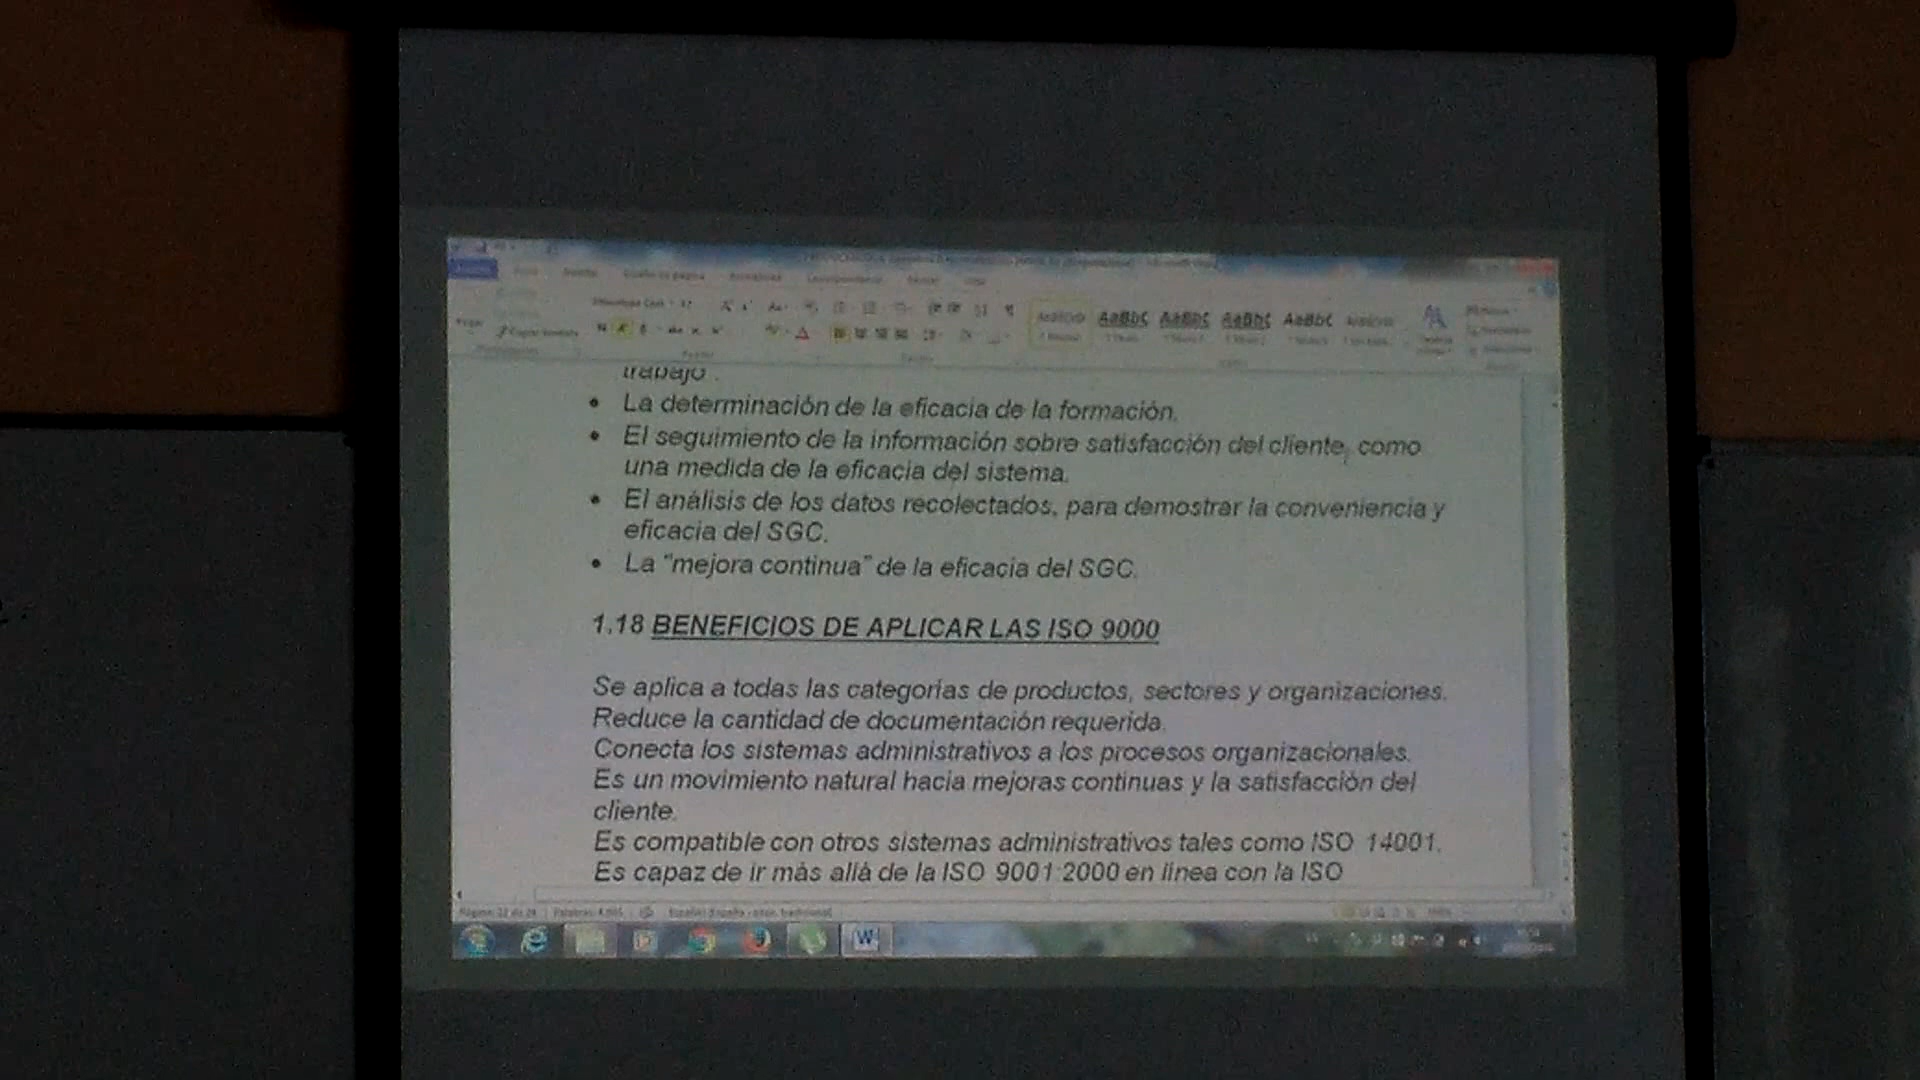 trabajo .
• La determinación de la eficacia de la formación.
• El seguimiento de la información sobre satisfacción del cliente, como
una medida de la eficacia del sistema.
• El análisis de los datos recolectados, para demostrar la conveniencia y
eficacia del SGC.
• La “mejora continua” de la eficacia del SGC.
1.18 BENEFICIOS DE APLICAR LAS ISO 9000
Se aplica a todas las categorías de productos, sectores y organizaciones.
Reduce la cantidad de documentación requerida.
Conecta los sistemas administrativos a los procesos organizacionales.
Es un movimiento natural hacia mejoras continuas y la satisfacción del
cliente.
Es compatible con otros sistemas administrativos tales como ISO 14001.
Es capaz de ir más allá de la ISO 9001:2000 en línea con la ISO